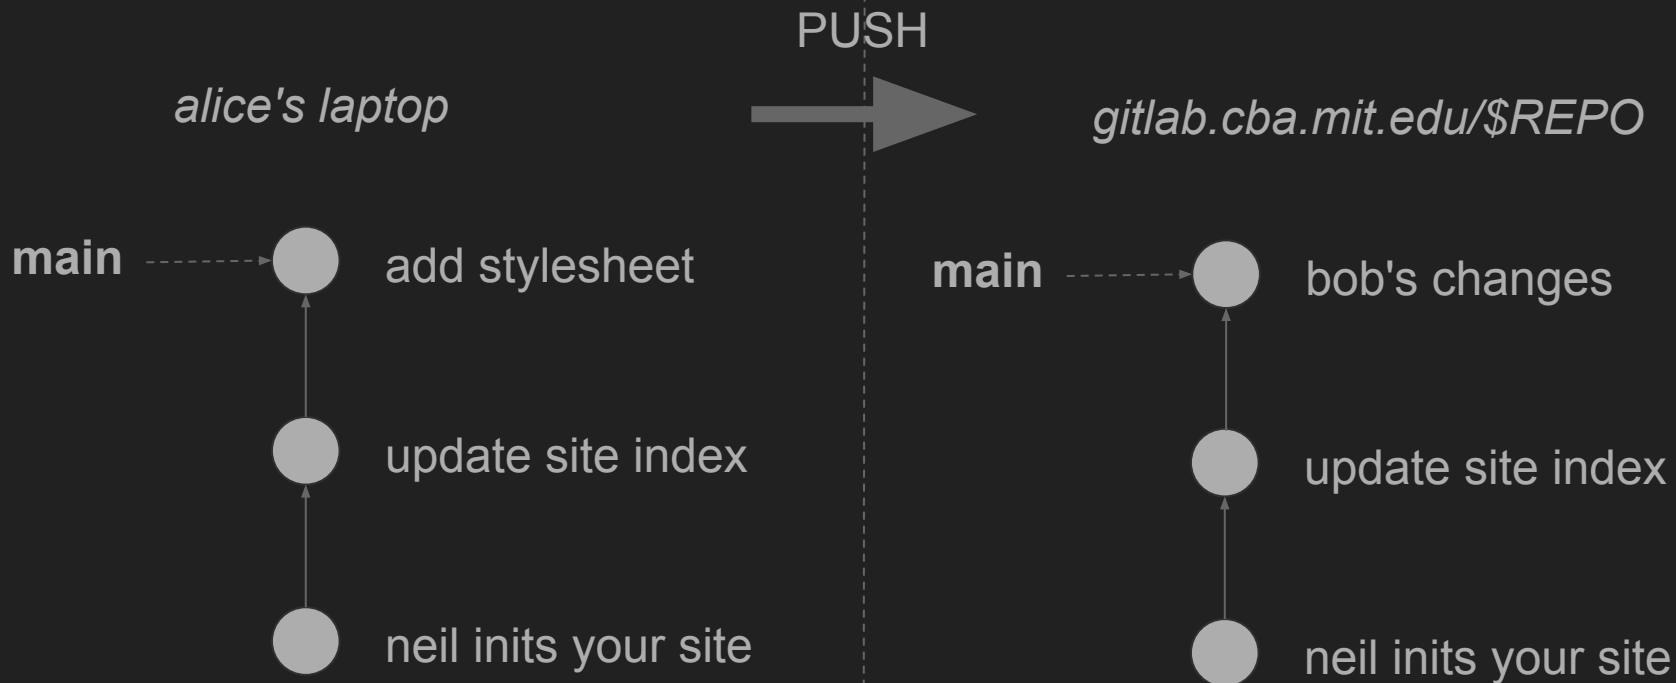 PUSH
alice's laptop
gitlab.cba.mit.edu/$REPO
main
add stylesheet
update site index
neil inits your site
main
bob's changes
update site index
neil inits your site